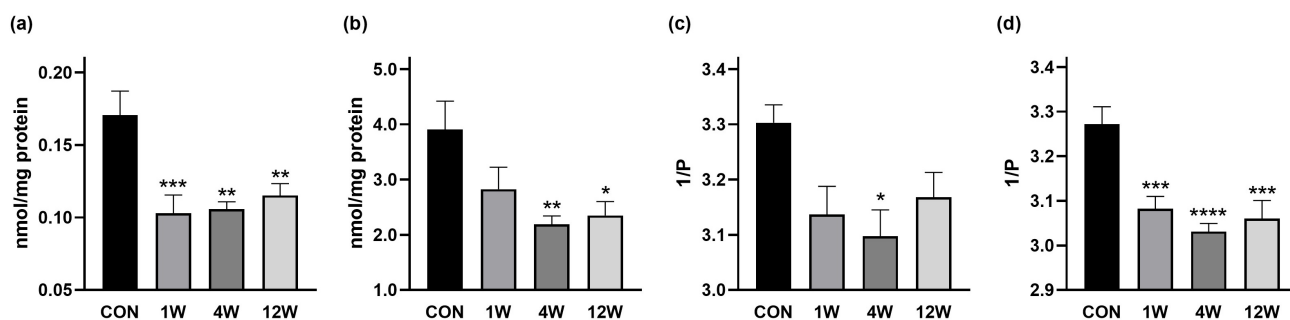 (a)
nmol/mg protein
0.20
0.15
0.10
0.05
***
**
**
CON 1W 4W 12W
(b)
nmol/mg protein
5.0
4.0
3.0
2.0
1.0
**
*
CON 1W 4W 12W
(c)
1/P
3.4
3.3
3.2
3.1
3.0
*
CON 1W 4W 12W
(d)
1/P
3.4
3.3
3.2
3.1
3.0
2.9
***
****
***
CON 1W 4W 12W